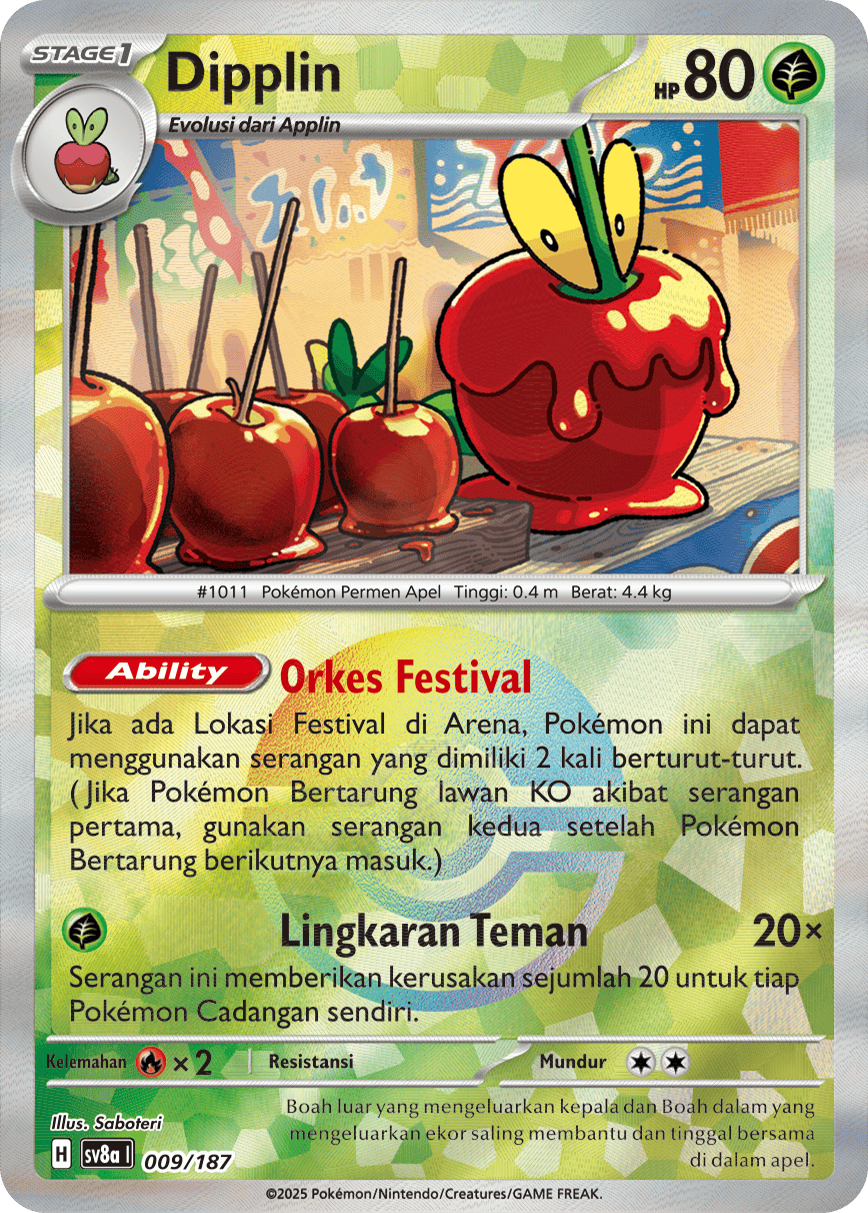 STAGE1
Dipplin
HP 80
Evolusi dari Applin
#1011 Pokémon Permen Apel Tinggi: 0.4 m Berat: 4.4 kg
Ability Orkes Festival
Jika ada Lokasi Festival di Arena, Pokémon ini dapat
menggunakan serangan yang dimiliki 2 kali berturut-turut.
(Jika Pokémon Bertarung lawan KO akibat serangan
pertama, gunakan serangan kedua setelah Pokémon
Bertarung berikutnya masuk.)
Lingkaran Teman 20×
Serangan ini memberikan kerusakan sejumlah 20 untuk tiap
Pokémon Cadangan sendiri.
Kelemahan ×2 Resistansi Mundur
Illus. Saboteri
Boah luar yang mengeluarkan kepala dan Boah dalam yang
mengeluarkan ekor saling membantu dan tinggal bersama
di dalam apel.
H sv8a I 009/187
©2025 Pokémon/Nintendo/Creatures/GAME FREAK.